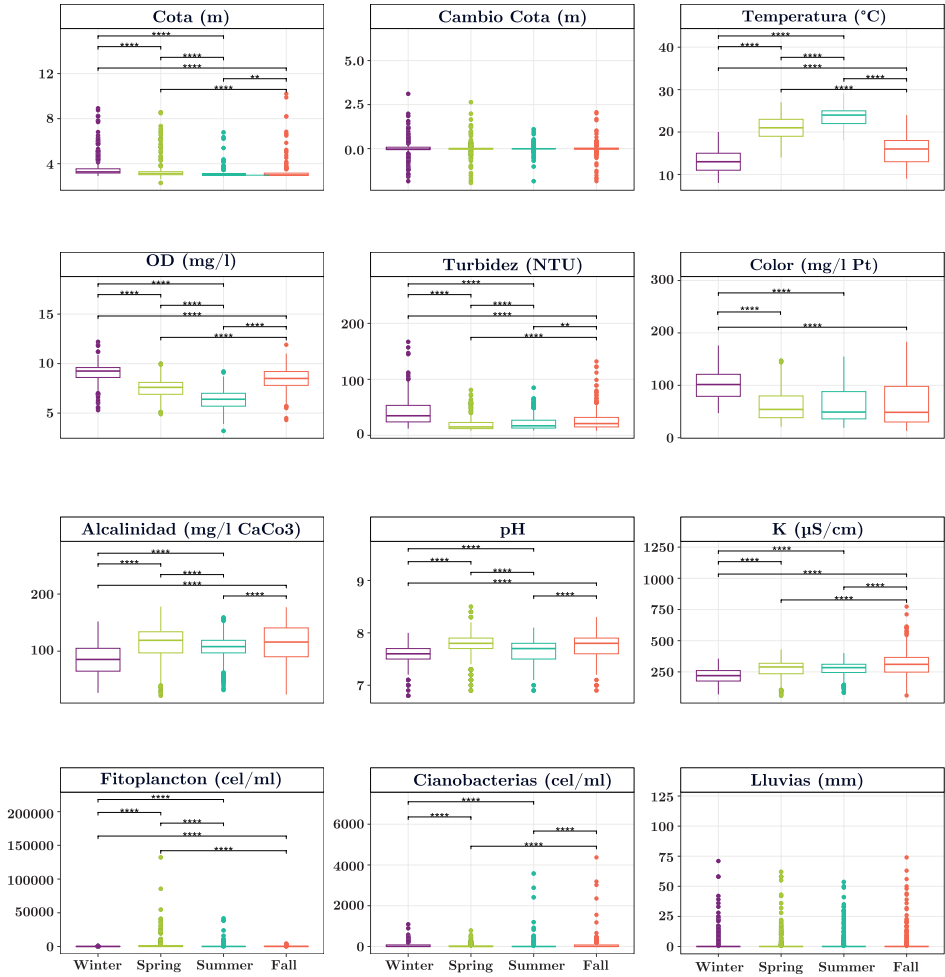 Cota (m)
Cambio Cota (m)
Temperatura (°C)
12
8
4
**** **** **** **** ** ****
5.0
2.5
0.0
40
30
20
10
**** **** **** **** **** ****
OD (mg/l)
Turbidez (NTU)
Color (mg/l Pt)
15
10
5
**** **** **** **** **** ****
200
100
0
**** **** **** **** ** ****
300
200
100
0
**** **** ****
Alcalinidad (mg/l CaCo3)
pH
K (µS/cm)
200
100
**** **** **** **** ****
9
8
7
**** **** **** **** ****
1250
1000
750
500
250
**** **** **** **** ****
Fitoplancton (cel/ml)
Cianobacterias (cel/ml)
Lluvias (mm)
200000
150000
100000
50000
0
**** **** **** **** ****
6000
4000
2000
0
**** **** **** ****
125
100
75
50
25
0
Winter Spring Summer Fall
Winter Spring Summer Fall
Winter Spring Summer Fall